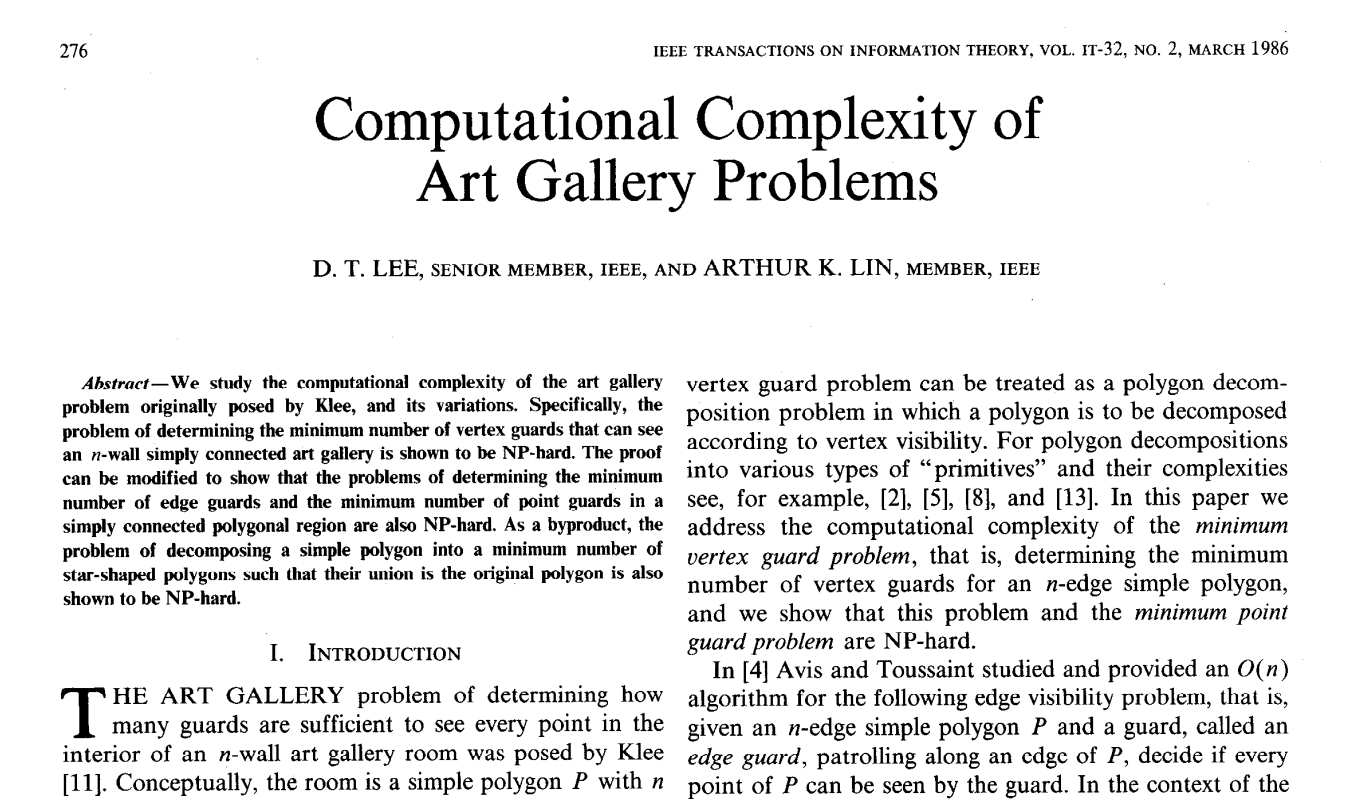 276
IEEE TRANSACTIONS ON INFORMATION THEORY, VOL. IT-32, NO. 2, MARCH 1986
Computational Complexity of
Art Gallery Problems
D. T. LEE, SENIOR MEMBER, IEEE, AND ARTHUR K. LIN, MEMBER, IEEE
Abstract—We study the computational complexity of the art gallery
problem originally posed by Klee, and its variations. Specifically, the
problem of determining the minimum number of vertex guards that can see
an n-wall simply connected art gallery is shown to be NP-hard. The proof
can be modified to show that the problems of determining the minimum
number of edge guards and the minimum number of point guards in a
simply connected polygonal region are also NP-hard. As a byproduct, the
problem of decomposing a simple polygon into a minimum number of
star-shaped polygons such that their union is the original polygon is also
shown to be NP-hard.
I. INTRODUCTION
THE ART GALLERY problem of determining how
many guards are sufficient to see every point in the
interior of an n-wall art gallery room was posed by Klee
[11]. Conceptually, the room is a simple polygon P with n
vertex guard problem can be treated as a polygon decom-
position problem in which a polygon is to be decomposed
according to vertex visibility. For polygon decompositions
into various types of “primitives” and their complexities
see, for example, [2], [5], [8], and [13]. In this paper we
address the computational complexity of the minimum
vertex guard problem, that is, determining the minimum
number of vertex guards for an n-edge simple polygon,
and we show that this problem and the minimum point
guard problem are NP-hard.
In [4] Avis and Toussaint studied and provided an O(n)
algorithm for the following edge visibility problem, that is,
given an n-edge simple polygon P and a guard, called an
edge guard, patrolling along an edge of P, decide if every
point of P can be seen by the guard. In the context of the